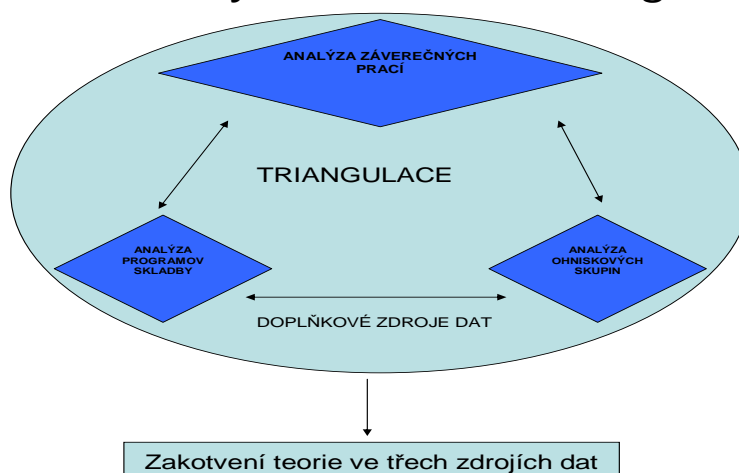 ANALÝZA ZÁVEREČNÝCH
PRACÍ
TRIANGULACE
ANALÝZA
PROGRAMOV
SKLADBY
ANALÝZA
OHNISKOVÝCH
SKUPIN
DOPLŇKOVÉ ZDROJE DAT
Zakotvení teorie ve třech zdrojích dat